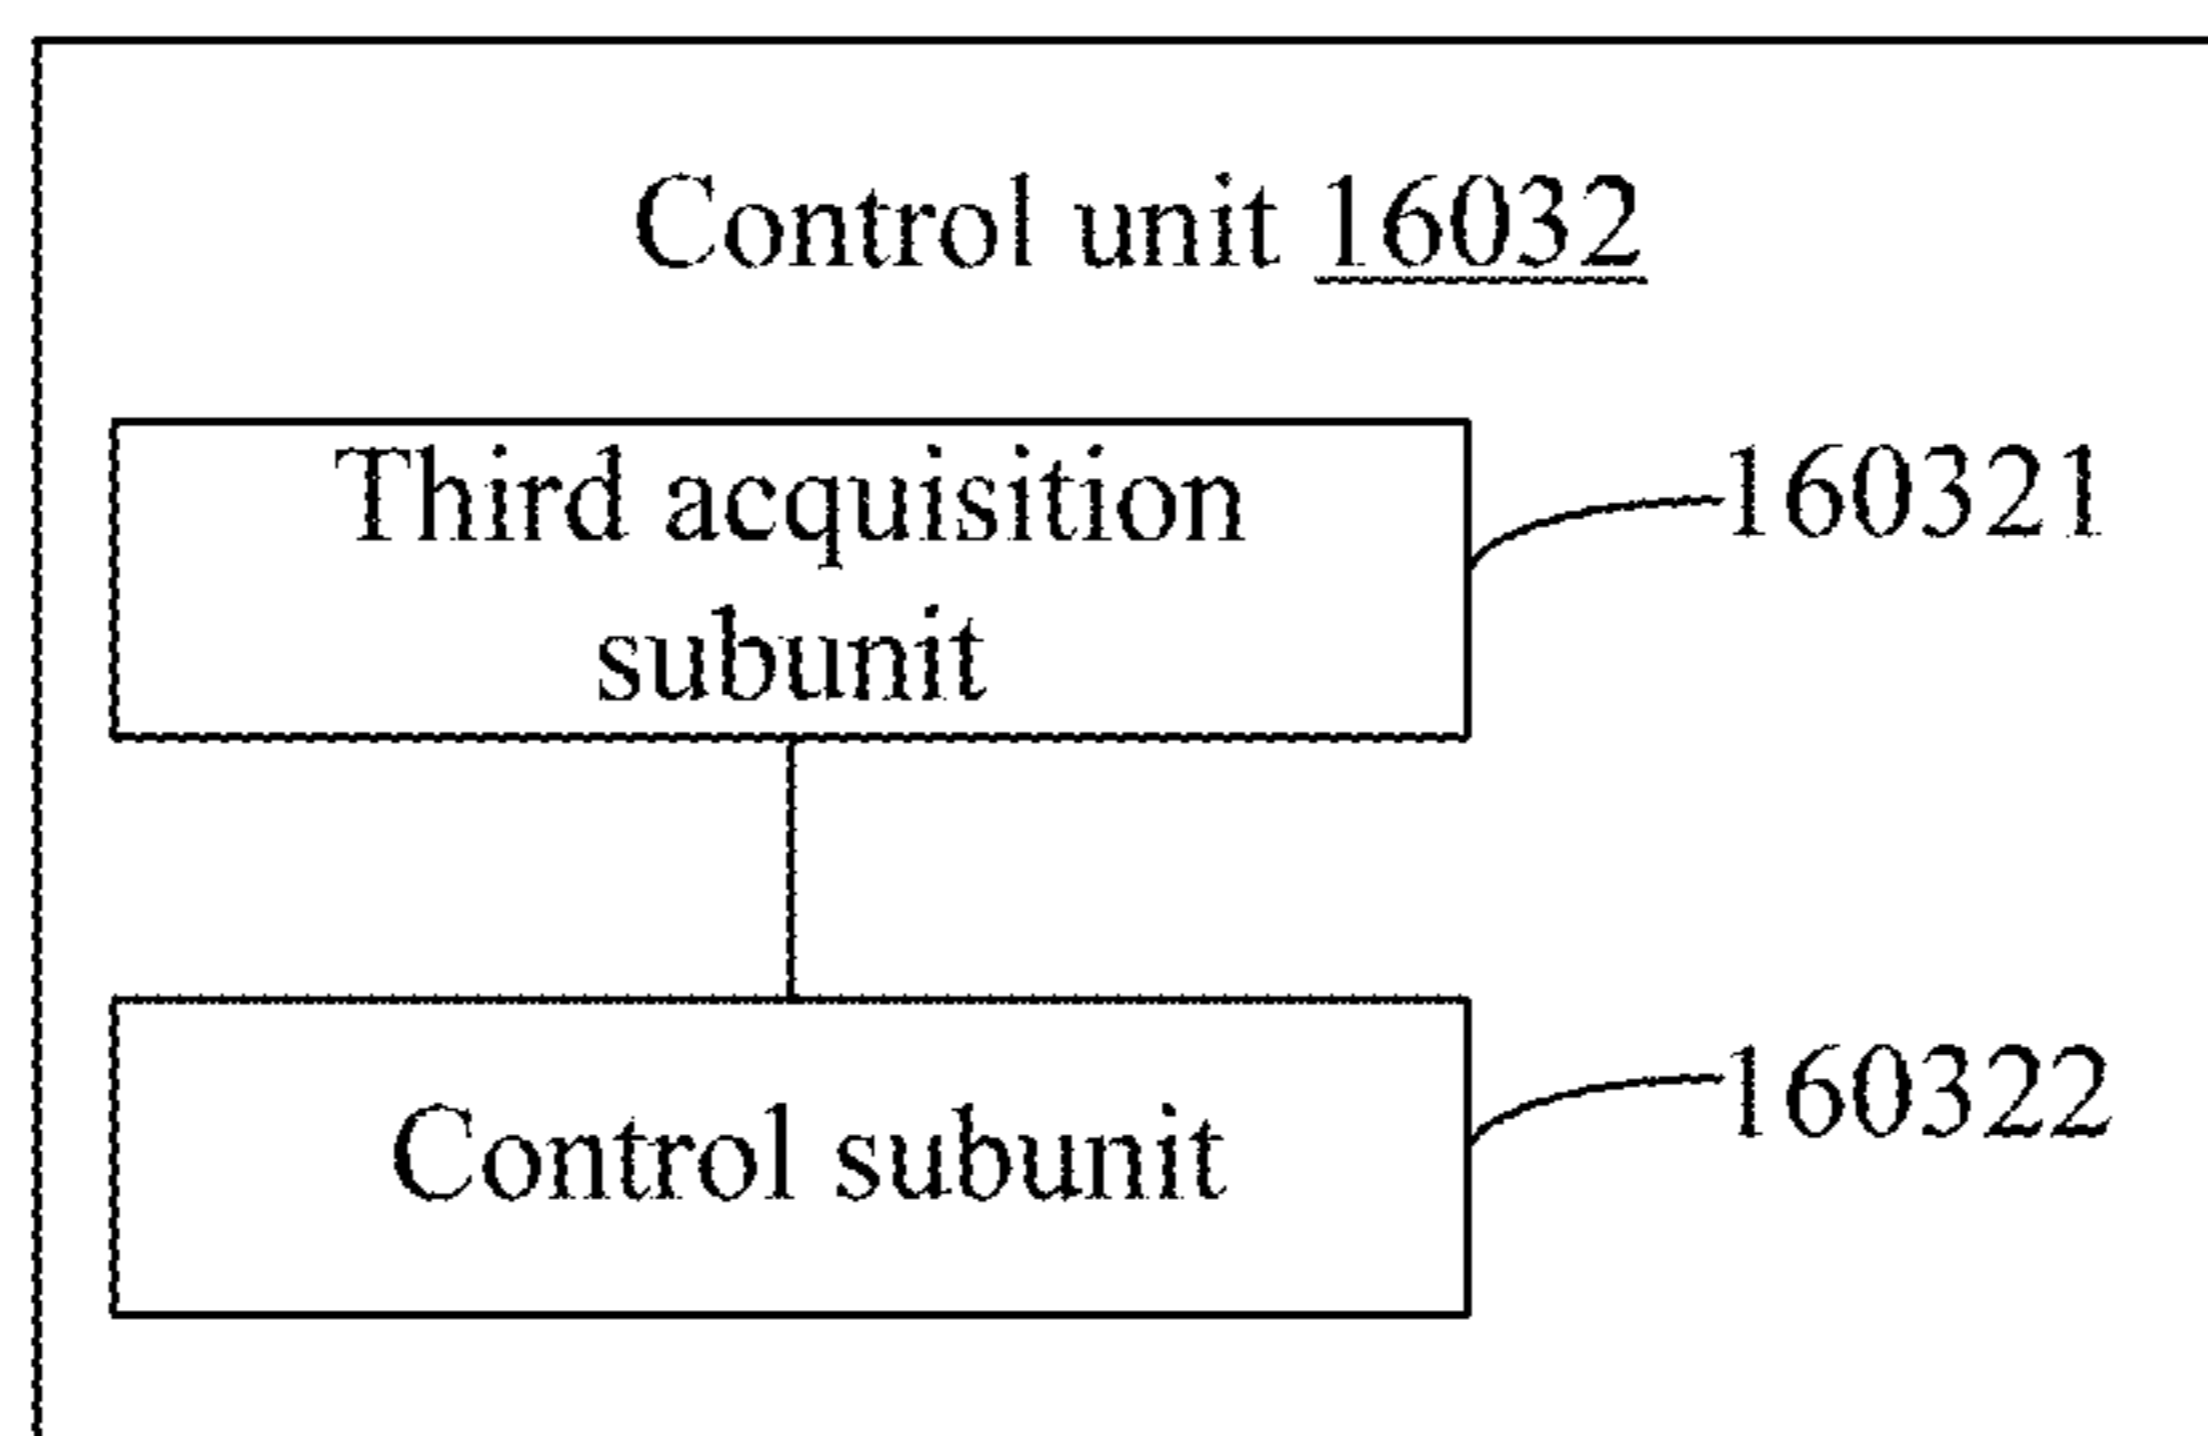 Control unit 16032
Third acquisition
subunit
160321
Control subunit
160322